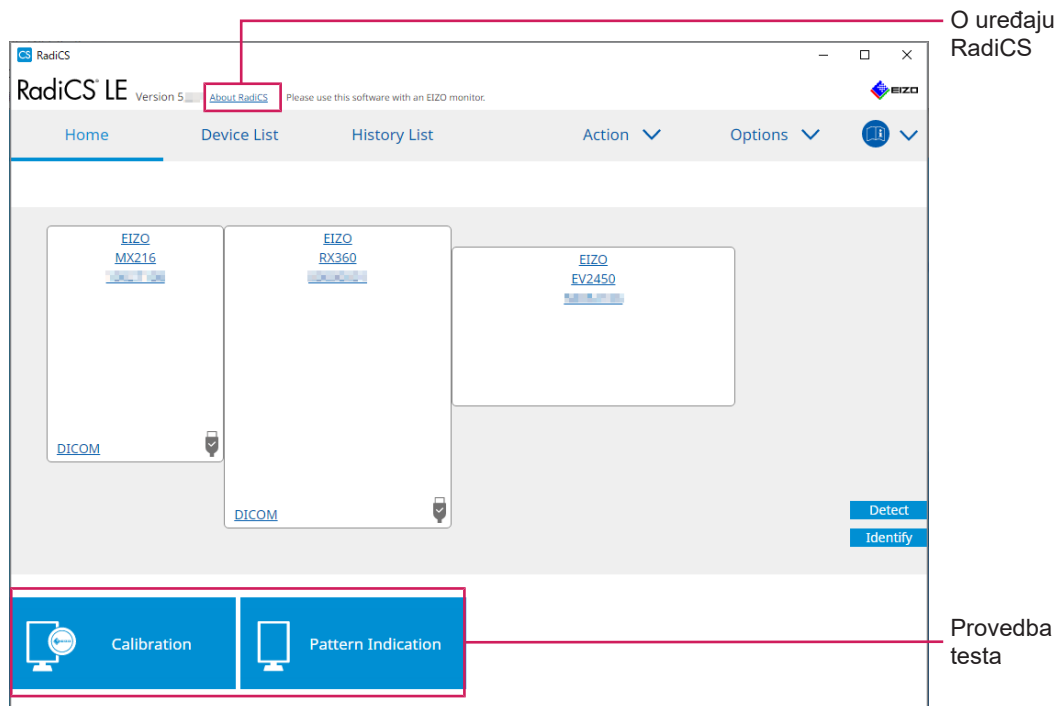 O uređaju
RadiCS
CS RadiCS
RadiCS® LE Version 5 About RadiCS Please use this software with an EIZO monitor. EIZO
Home Device List History List Action Options
EIZO
MX216
EIZO
RX360
EIZO
EV2450
DICOM
DICOM
Detect
Identify
Calibration Pattern Indication
Provedba
testa